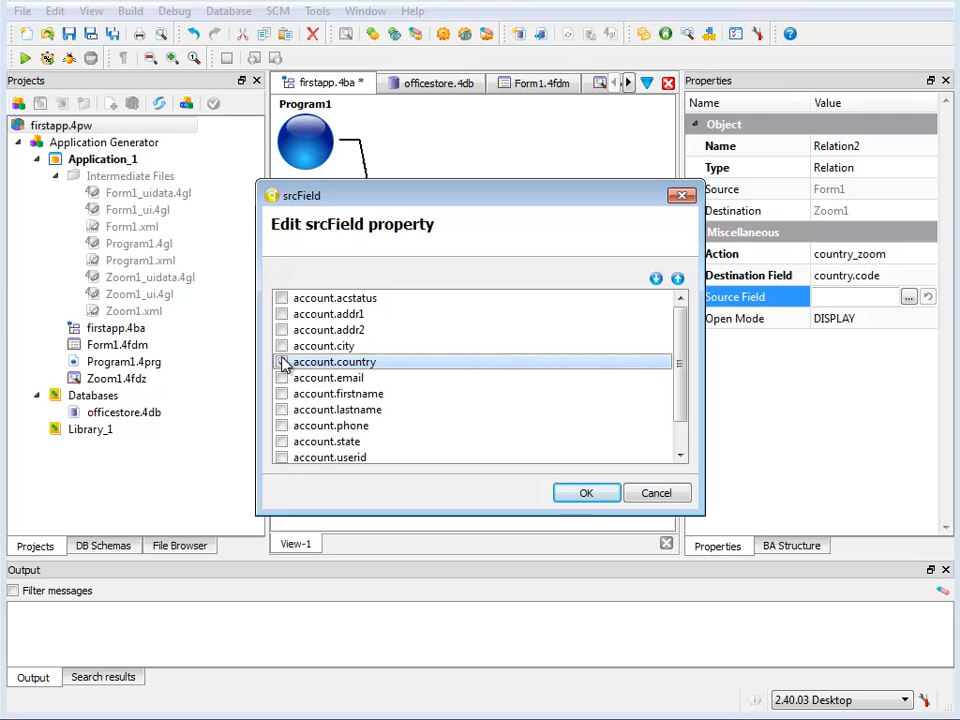 File Edit View Build Debug Database SCM Tools Window Help
Projects
firstapp.4pw
Application Generator
Application_1
Intermediate Files
Form1_uidata.4gl
Form1_ui.4gl
Form1.xml
Program1.4gl
Program1.xml
Zoom1_uidata.4gl
Zoom1_ui.4gl
Zoom1.xml
firstapp.4ba
Form1.4fdm
Program1.4prg
Zoom1.4fdz
Databases
officestore.4db
Library_1
Projects DB Schemas File Browser
firstapp.4ba * officestore.4db Form1.4fdm
Program1
srcField
Edit srcField property
account.acstatus
account.addr1
account.addr2
account.city
account.country
account.email
account.firstname
account.lastname
account.phone
account.state
account.userid
OK Cancel
View-1
Properties
Name Value
Object
Name Relation2
Type Relation
Source Form1
Destination Zoom1
Miscellaneous
Action country_zoom
Destination Field country.code
Source Field ...
Open Mode DISPLAY
Properties BA Structure
Output
Filter messages
Output Search results
2.40.03 Desktop